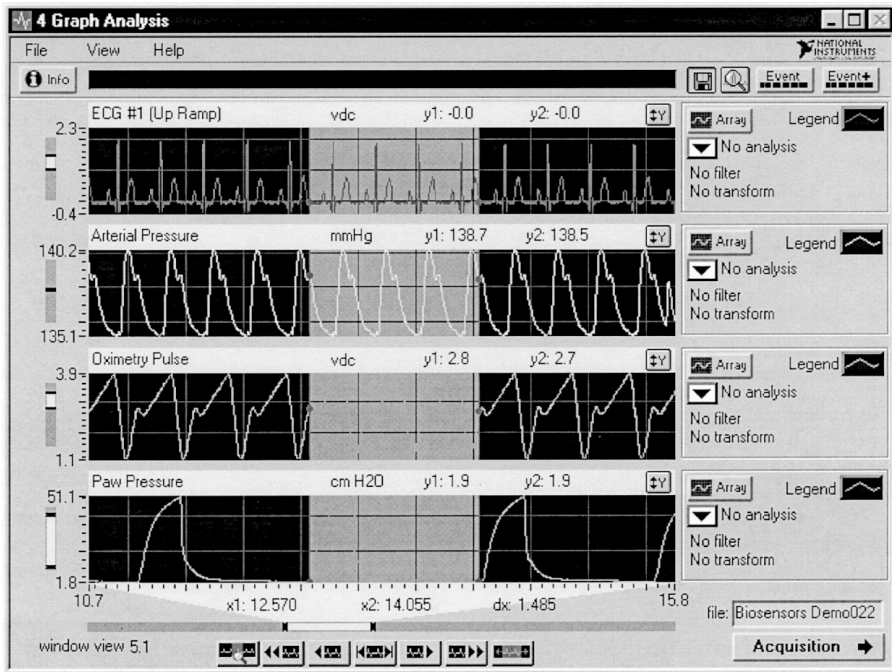 4 Graph Analysis
File View Help
NATIONAL INSTRUMENTS
Info
Event Event+
ECG #1 (Up Ramp) vdc y1: -0.0 y2: -0.0 Y
2.3
-0.4
Array Legend
No analysis
No filter
No transform
Arterial Pressure mmHg y1: 138.7 y2: 138.5 Y
140.2
135.1
Array Legend
No analysis
No filter
No transform
Oximetry Pulse vdc y1: 2.8 y2: 2.7 Y
3.9
1.1
Array Legend
No analysis
No filter
No transform
Paw Pressure cm H2O y1: 1.9 y2: 1.9 Y
51.1
1.8
Array Legend
No analysis
No filter
No transform
10.7 x1: 12.570 x2: 14.055 dx: 1.485 15.8
file: Biosensors Demo022
window view 5.1
Acquisition